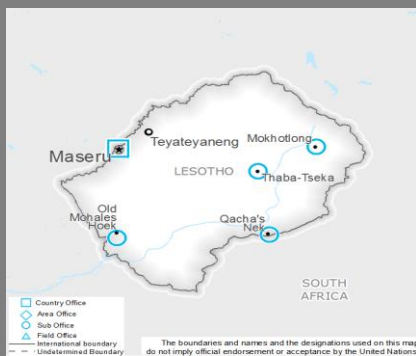 Teyateyaneng
Mokhotlong
Maseru
LESOTHO
Thaba-Tseka
Old
Mohales
Hoek
Qacha's
Nek
SOUTH
AFRICA
Country Office
Area Office
Sub Office
Field Office
International boundary
Undetermined Boundary
The boundaries and names and the designations used on this map
do not imply official endorsement or acceptance by the United Nations.